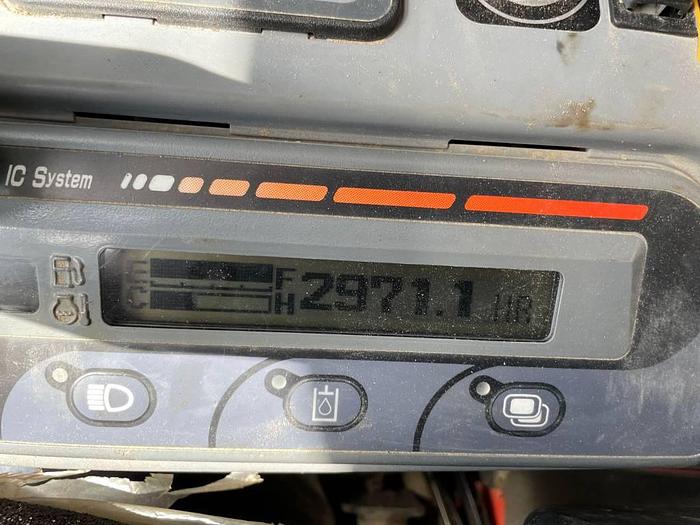 IC System
E F 2971.1 HR
C H